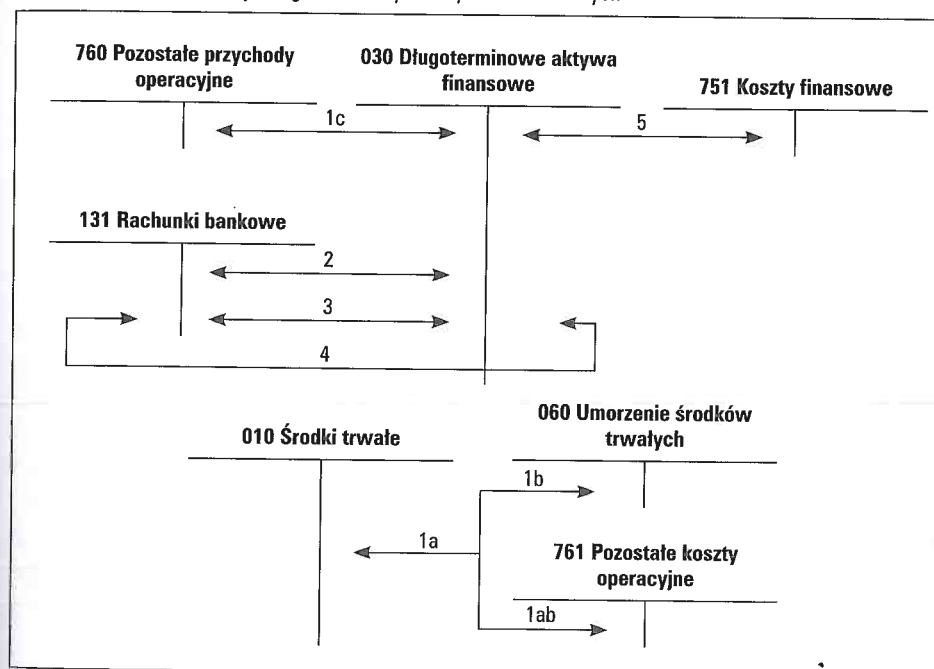 760 Pozostałe przychody
operacyjne
030 Długoterminowe aktywa
finansowe
751 Koszty finansowe
1c
5
131 Rachunki bankowe
2
3
4
010 Środki trwałe
060 Umorzenie środków
trwałych
1b
1a
761 Pozostałe koszty
operacyjne
1ab